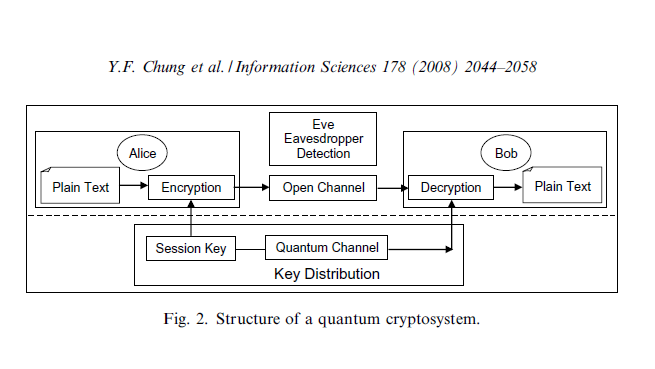 Y.F. Chung et al. / Information Sciences 178 (2008) 2044–2058
Eve
Eavesdropper
Detection
Alice
Bob
Plain Text
Encryption
Open Channel
Decryption
Plain Text
Session Key
Quantum Channel
Key Distribution
Fig. 2. Structure of a quantum cryptosystem.